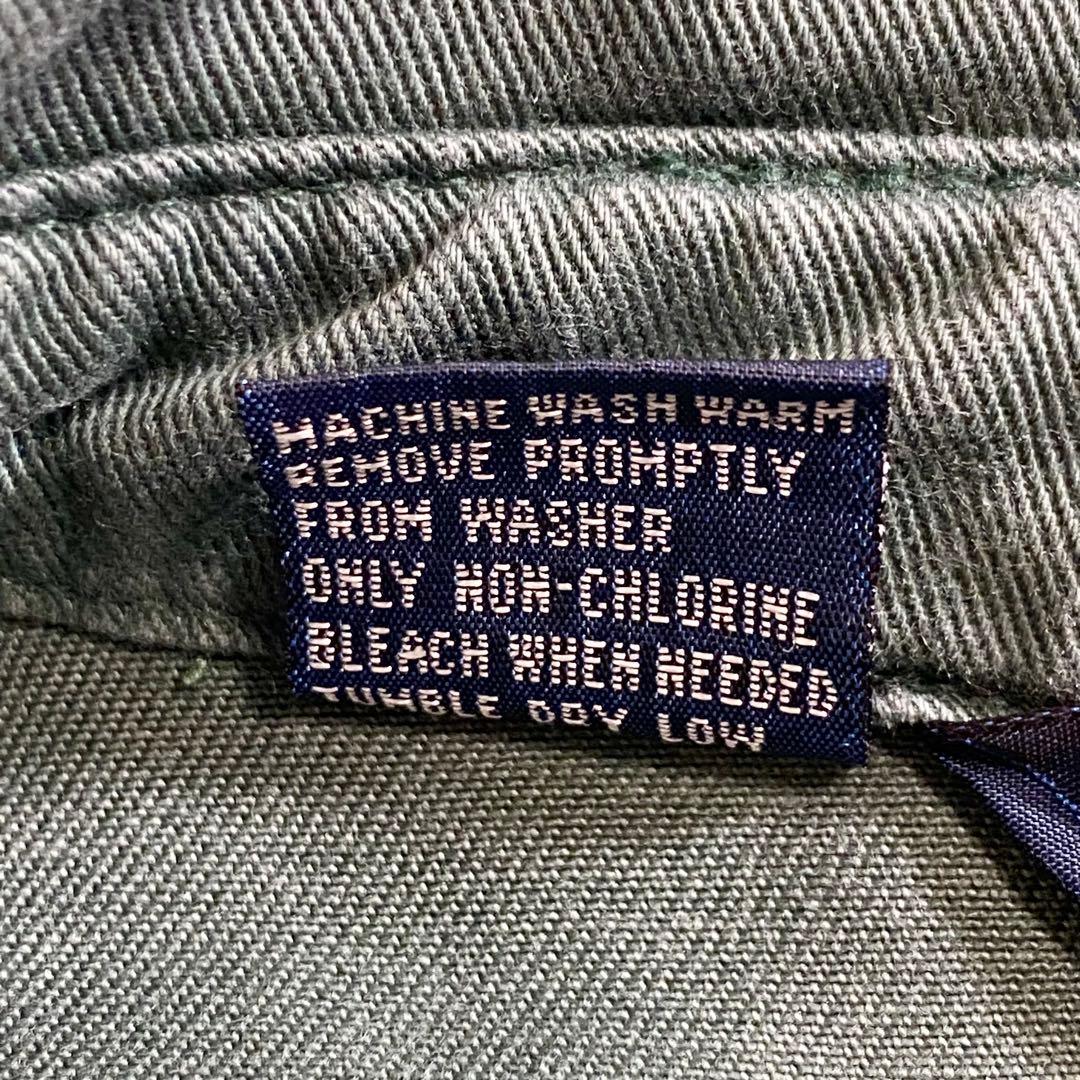 MACHINE WASH WARM
REMOVE PROMPTLY
FROM WASHER
ONLY NON-CHLORINE
BLEACH WHEN NEEDED
TUMBLE DRY LOW